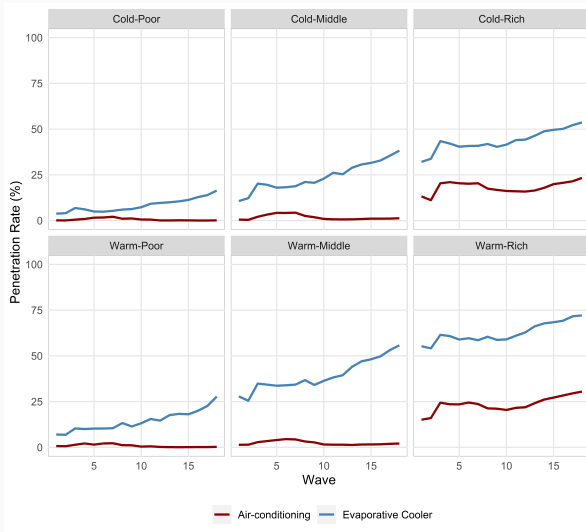 Cold-Poor Cold-Middle Cold-Rich
100
75
50
25
0
Warm-Poor Warm-Middle Warm-Rich
100
75
50
25
0
5 10 15 5 10 15 5 10 15
Penetration Rate (%)
Wave
Air-conditioning Evaporative Cooler